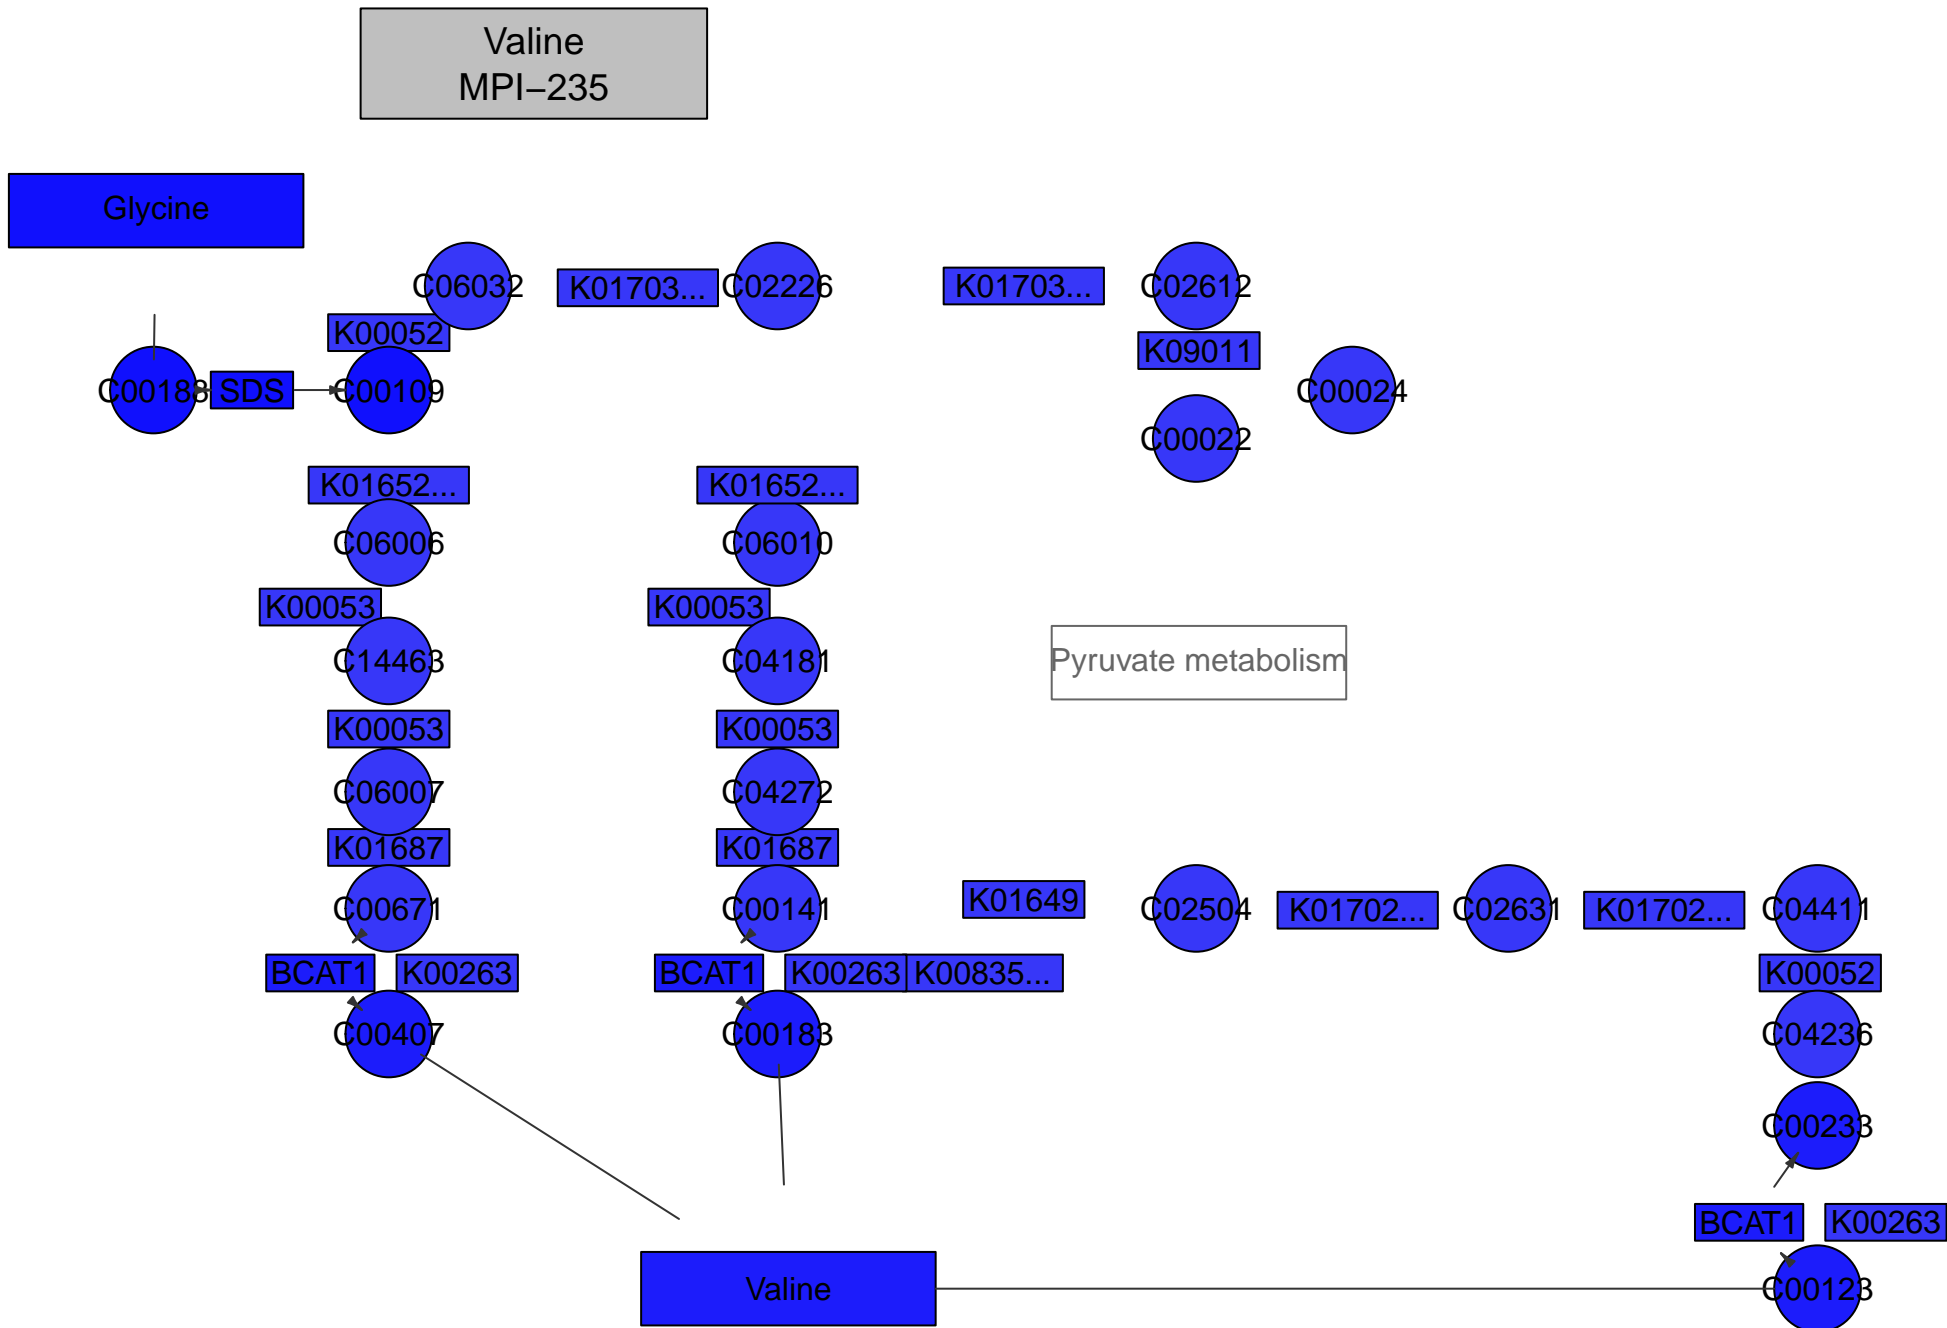 Valine
MPI−235
Glycine
C06032
K01703...
C02226
K01703...
C02612
K00052
K09011
C00188
SDS
C00109
C00024
C00022
K01652...
K01652...
C06006
C06010
K00053
K00053
C14463
C04181
Pyruvate metabolism
K00053
K00053
C06007
C04272
K01687
K01687
C00671
C00141
K01649
C02504
K01702...
C02631
K01702...
C04411
BCAT1
K00263
BCAT1
K00263
K00835...
K00052
C00407
C00183
C04236
C00233
BCAT1
K00263
Valine
C00123